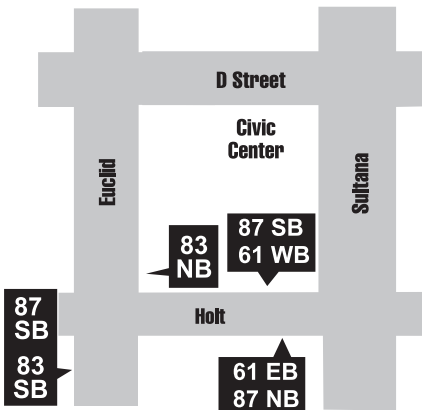 D Street
Civic
Center
Euclid
Sultana
83
NB
87 SB
61 WB
87
SB
83
SB
Holt
61 EB
87 NB